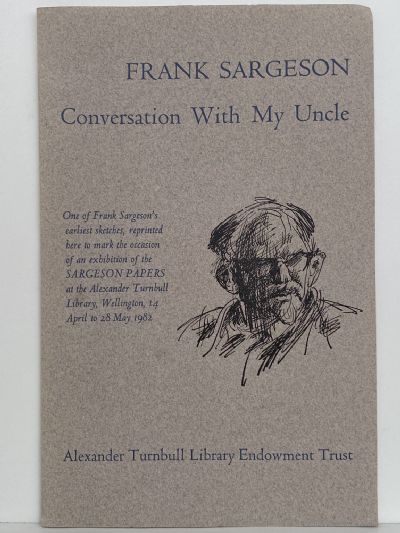 FRANK SARGESON
Conversation With My Uncle
One of Frank Sargeson's
earliest sketches, reprinted
here to mark the occasion
of an exhibition of the
SARGESON PAPERS
at the Alexander Turnbull
Library, Wellington, 14
April to 28 May 1982
Alexander Turnbull Library Endowment Trust